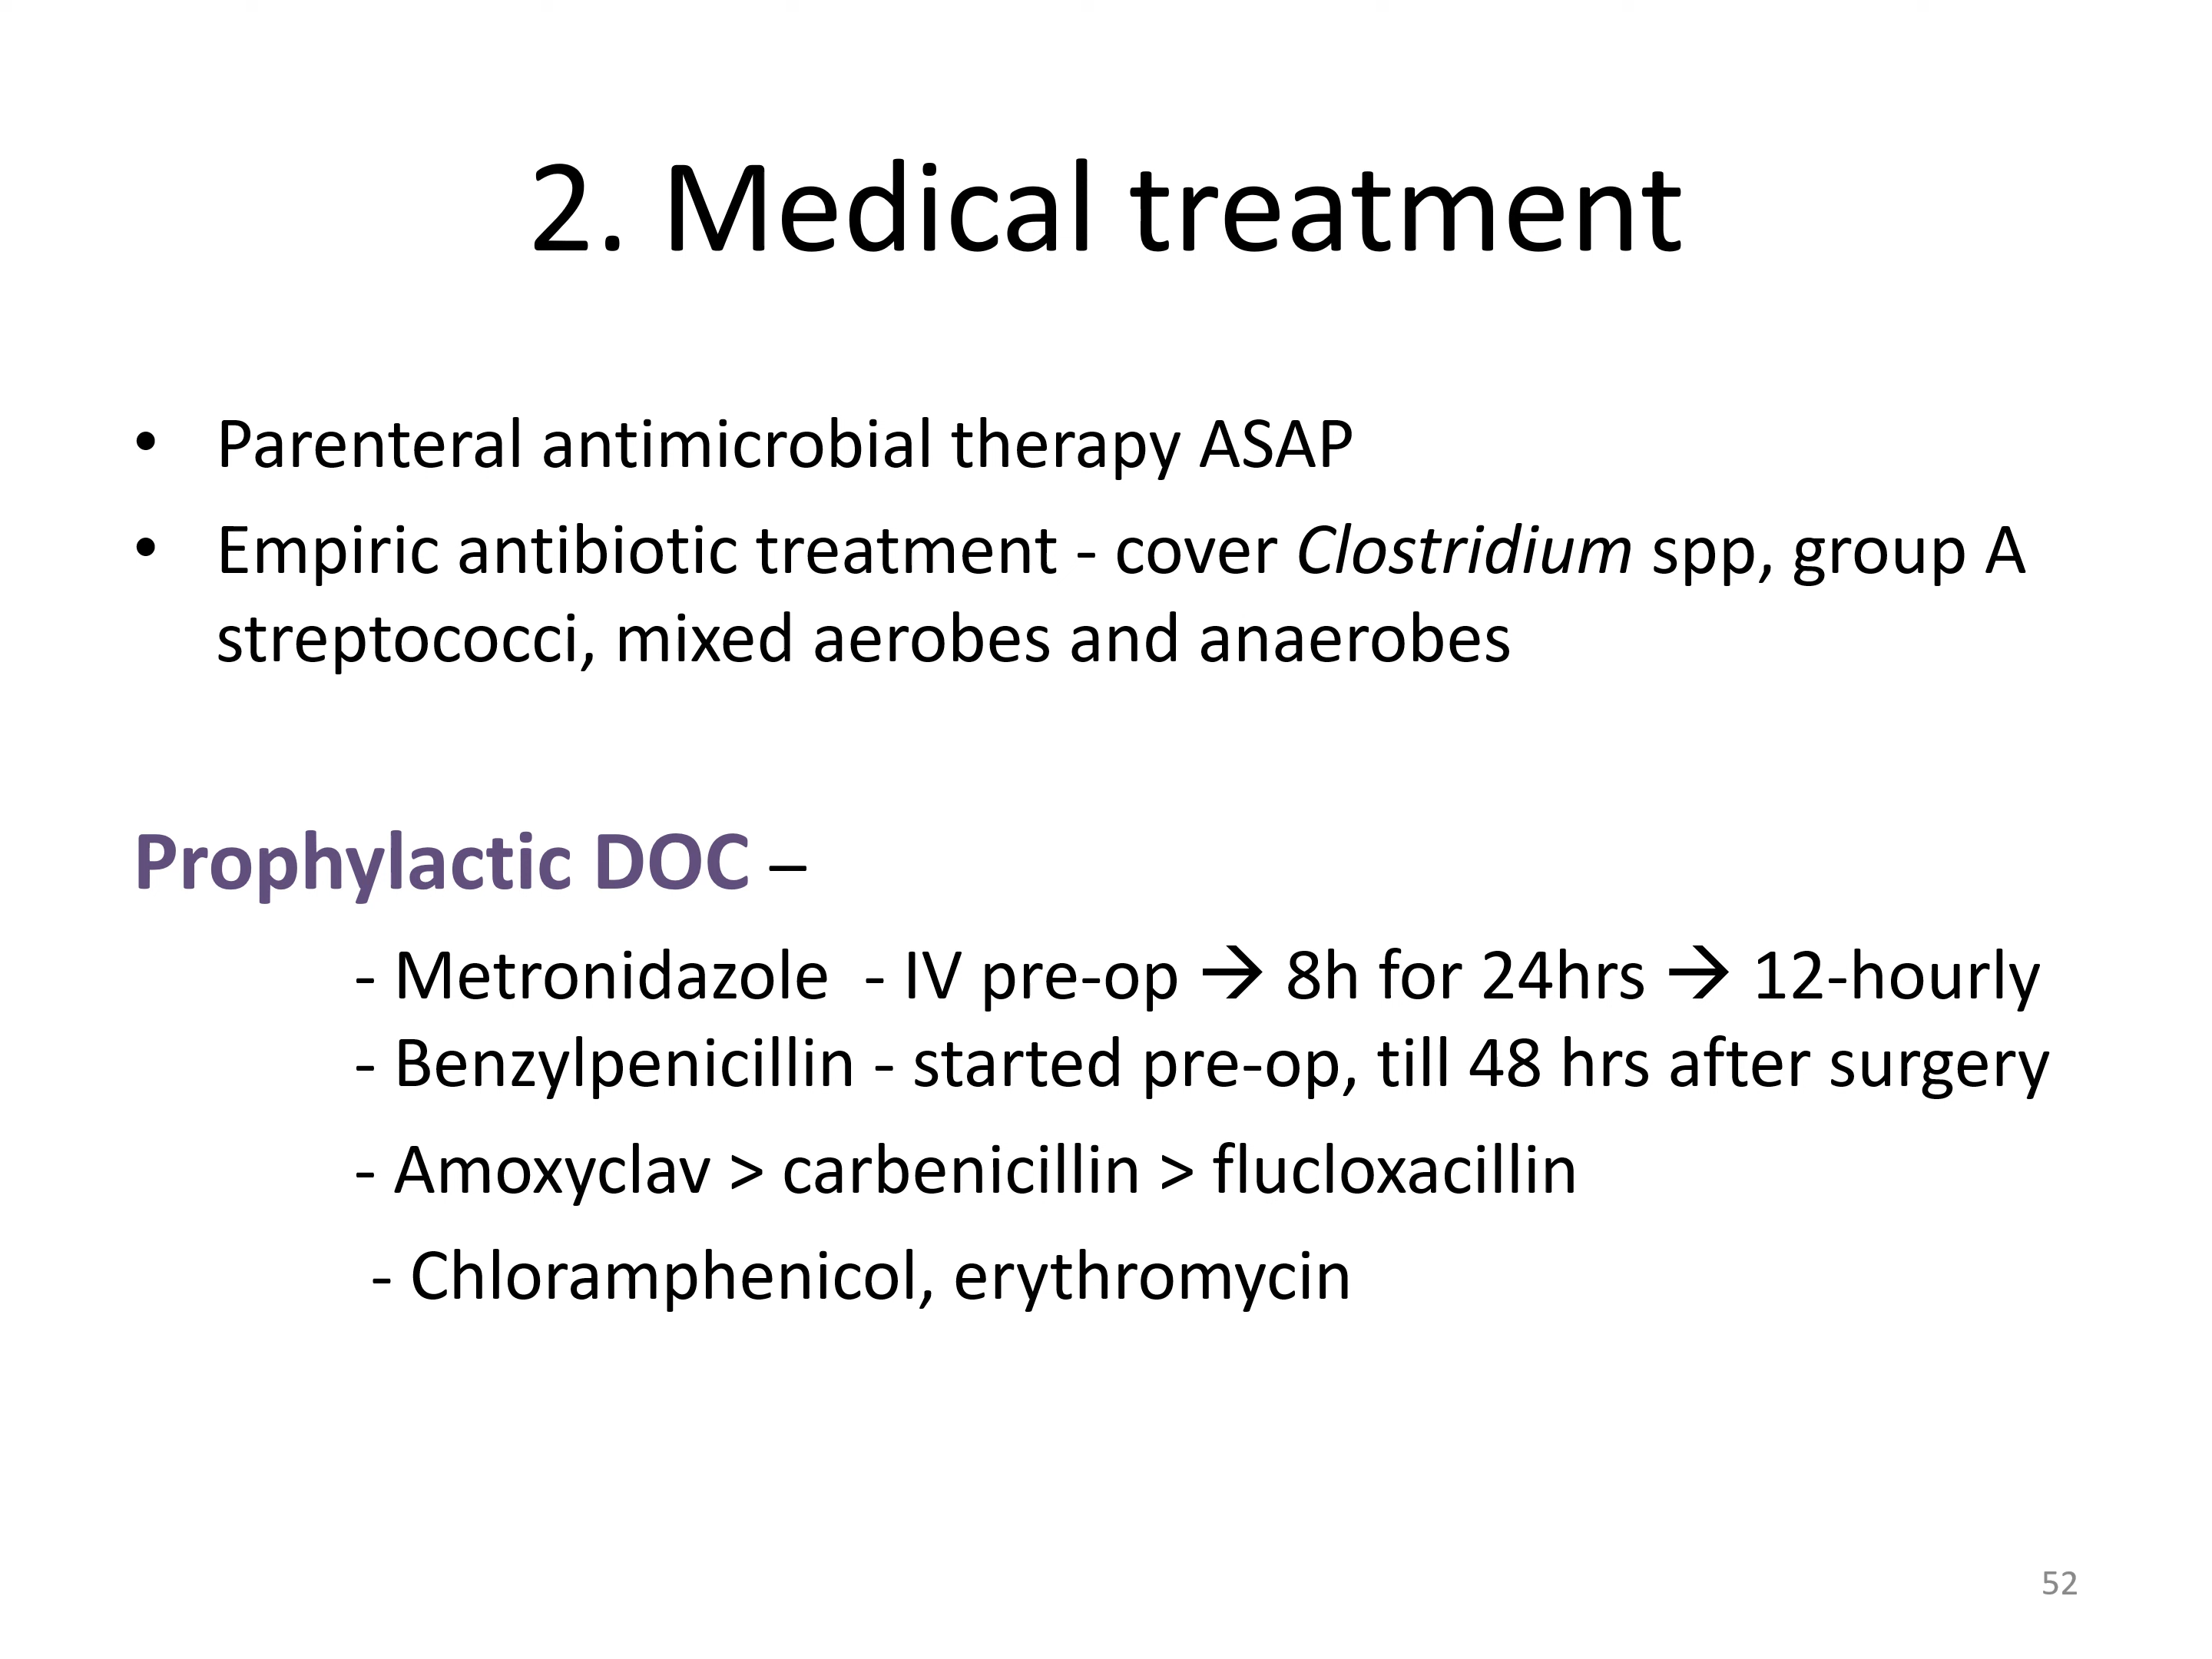 2. Medical treatment
• Parenteral antimicrobial therapy ASAP
• Empiric antibiotic treatment - cover Clostridium spp, group A
streptococci, mixed aerobes and anaerobes
Prophylactic DOC –
- Metronidazole - IV pre-op → 8h for 24hrs → 12-hourly
- Benzylpenicillin - started pre-op, till 48 hrs after surgery
- Amoxyclav > carbenicillin > flucloxacillin
- Chloramphenicol, erythromycin
52